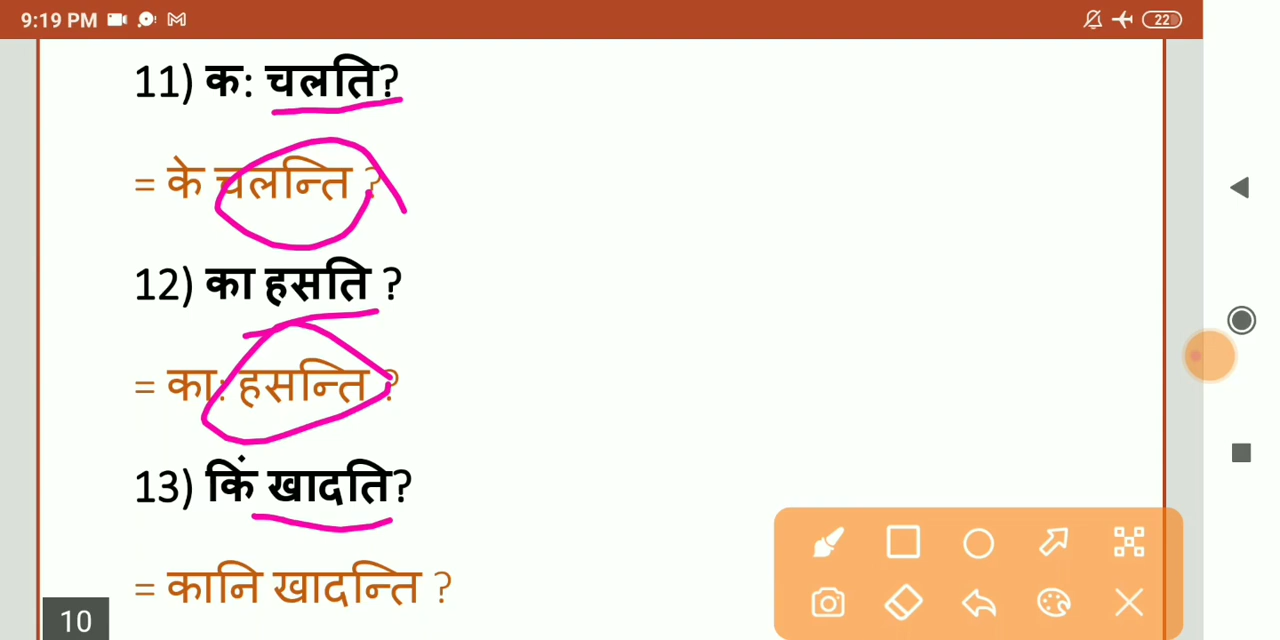 9:19 PM
22
11) क: चलति?
= के चलन्ति ?
12) का हसति ?
= का: हसन्ति ?
13) किं खादति?
= कानि खादन्ति ?
10